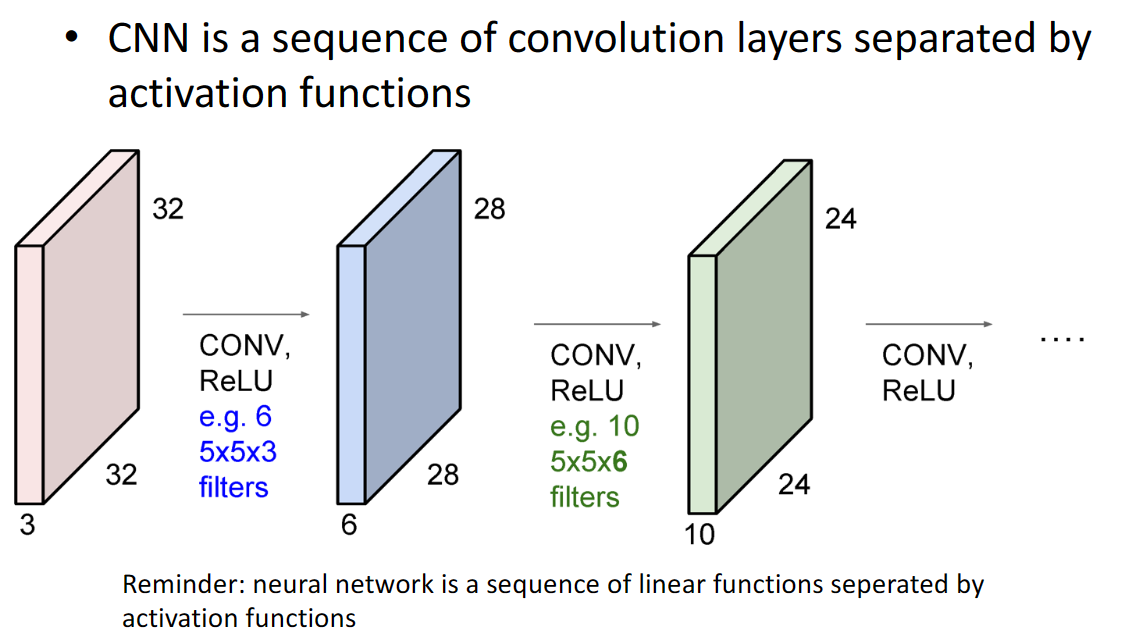 • CNN is a sequence of convolution layers separated by
activation functions
32
32
3
CONV,
ReLU
e.g. 6
5x5x3
filters
28
28
6
CONV,
ReLU
e.g. 10
5x5x6
filters
24
24
10
CONV,
ReLU
....
Reminder: neural network is a sequence of linear functions seperated by
activation functions